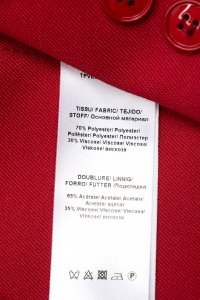 TISSU/ FABRIC/ TEJIDO/
STOFF/ Основной материал
70% Polyester/ Polyester/
Poliéster/ Polyester/ Полиэстер
30% Viscose/ Viscose/ Viscosa/
Viskose/ вискоза
DOUBLURE/ LINING/
FORRO/ FUTTER /Подкладка
65% Acétate/ Acetate/ Acetato/
Acetate/ ацетат
35% Viscose/ Viscose/ Viscosa/
Viskose/ вискоза